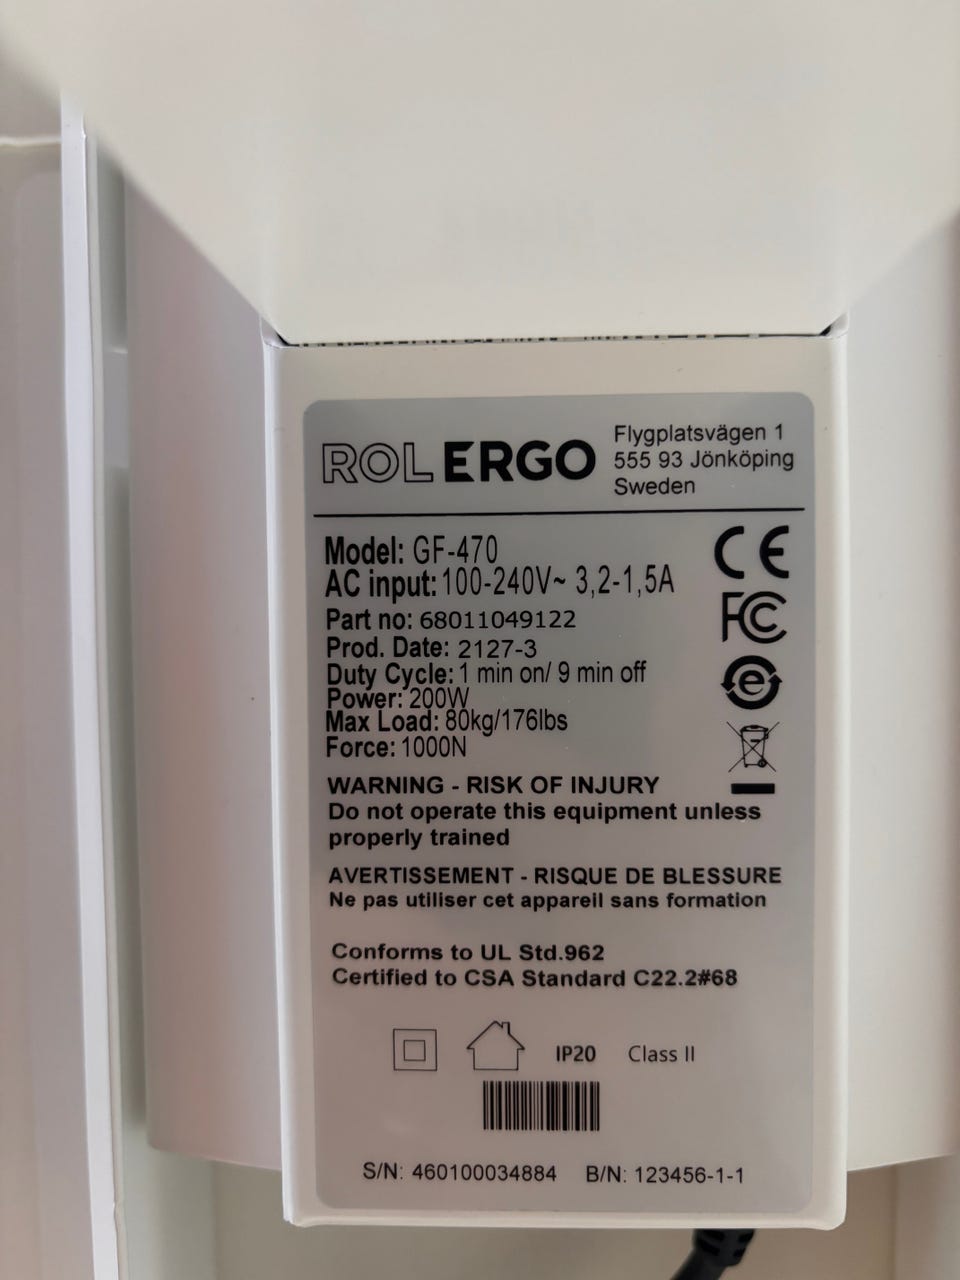 ROL ERGO
Flygplatsvägen 1
555 93 Jönköping
Sweden
Model: GF-470
AC input: 100-240V~ 3,2-1,5A
Part no: 68011049122
Prod. Date: 2127-3
Duty Cycle: 1 min on/ 9 min off
Power: 200W
Max Load: 80kg/176lbs
Force: 1000N
CE
FC
e
WARNING - RISK OF INJURY
Do not operate this equipment unless
properly trained
AVERTISSEMENT - RISQUE DE BLESSURE
Ne pas utiliser cet appareil sans formation
Conforms to UL Std.962
Certified to CSA Standard C22.2#68
IP20 Class II
S/N: 460100034884 B/N: 123456-1-1